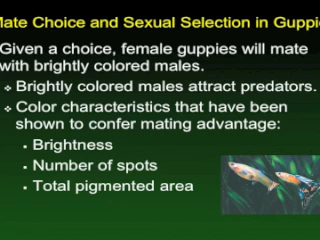 Mate Choice and Sexual Selection in Guppie
Given a choice, female guppies will mate
with brightly colored males.
❖ Brightly colored males attract predators.
❖ Color characteristics that have been
shown to confer mating advantage:
▪ Brightness
▪ Number of spots
▪ Total pigmented area